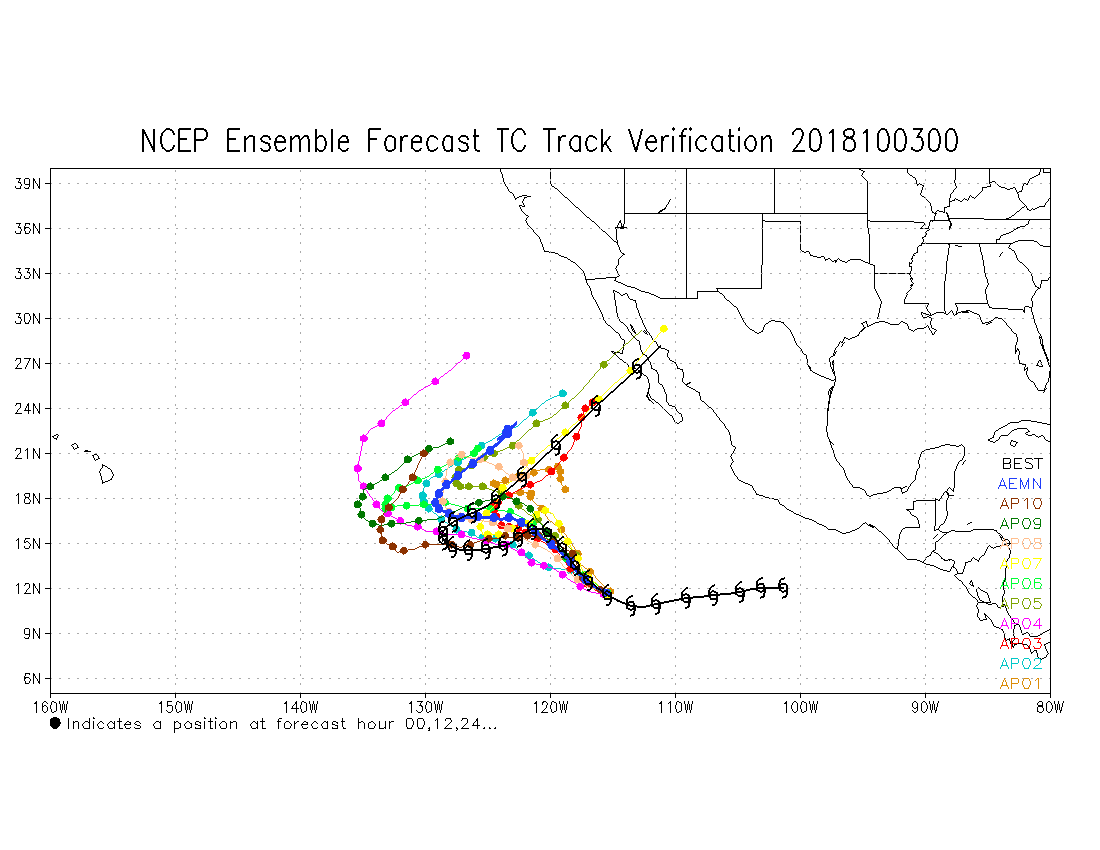 NCEP Ensemble Forecast TC Track Verification 2018100300
39N
36N
33N
30N
27N
24N
21N
18N
15N
12N
9N
6N
BEST
AEMN
AP10
AP09
AP08
AP07
AP06
AP05
AP04
AP03
AP02
AP01
160W 150W 140W 130W 120W 110W 100W 90W 80W
Indicates a position at forecast hour 00,12,24...